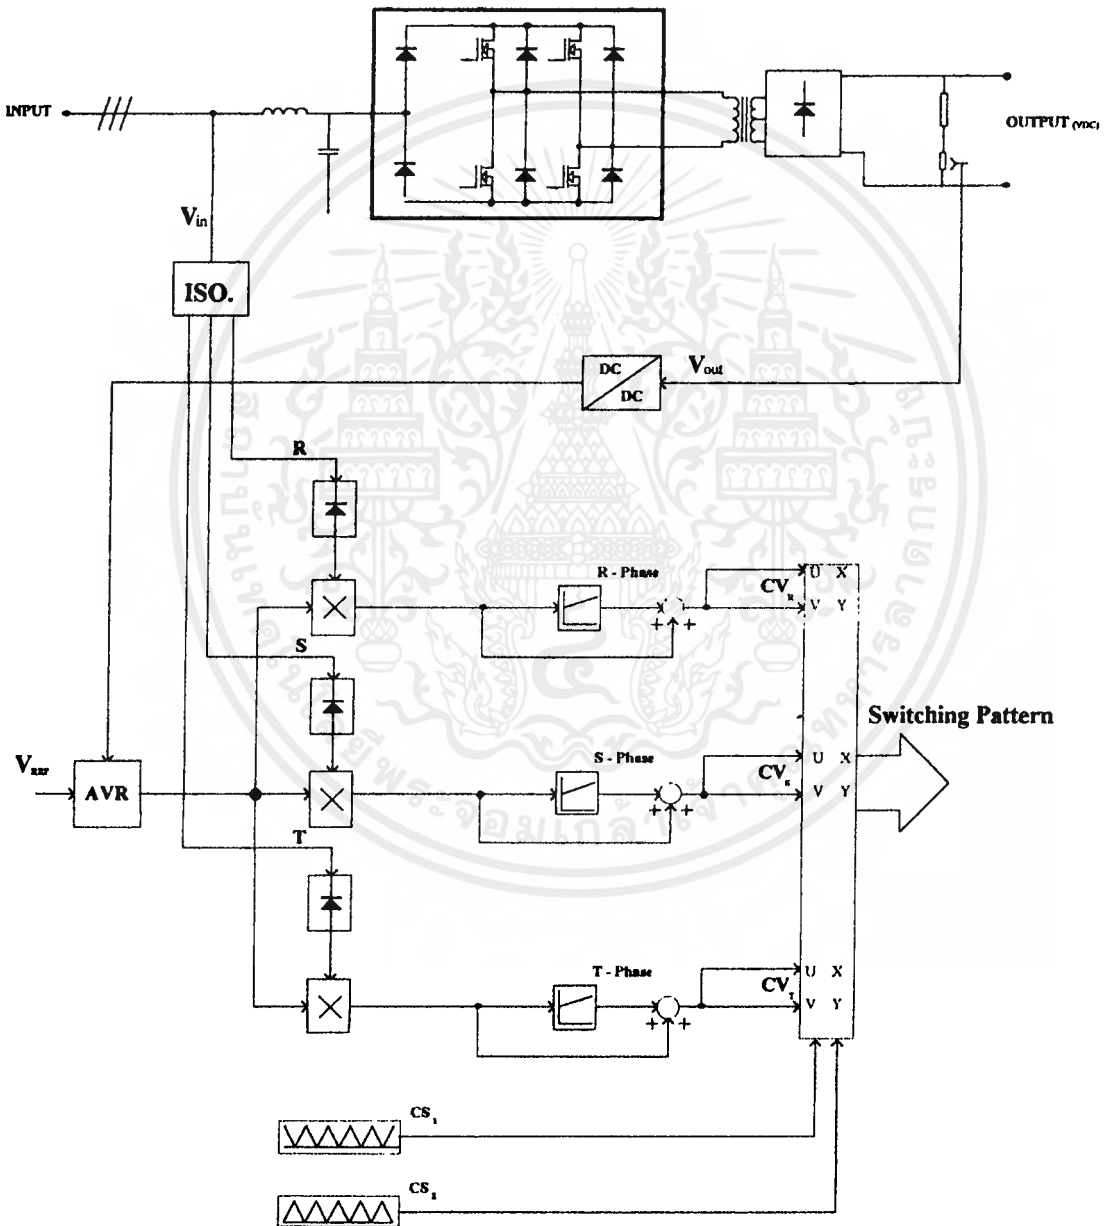 INPUT
OUTPUT (VDC)
Vin
ISO.
DC
DC
Vout
R
R - Phase
CVR
U X
V Y
S
Switching Pattern
S - Phase
CVS
U X
V Y
VREF
AVR
T
T - Phase
CVT
U X
V Y
CS1
CS2